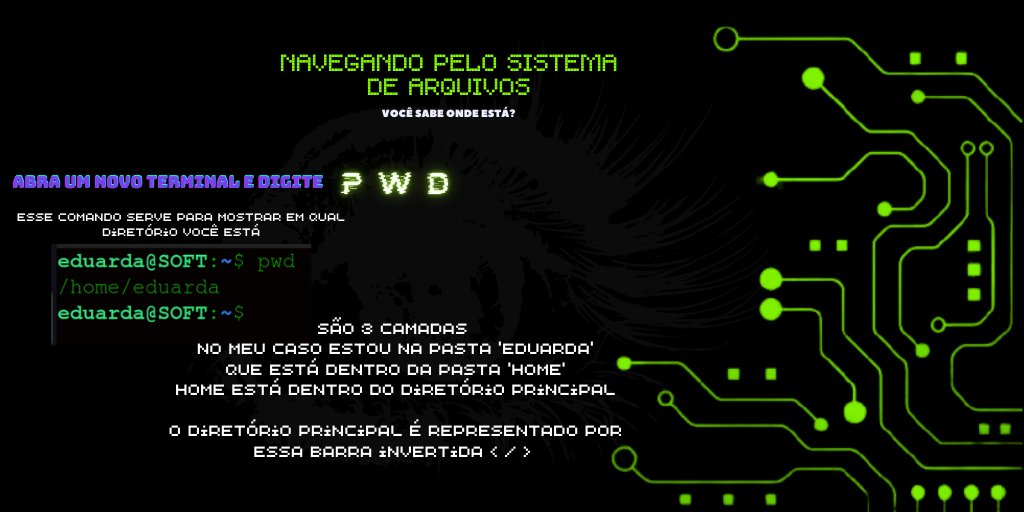 NAVEGANDO PELO SISTEMA
DE ARQUIVOS
VOCÊ SABE ONDE ESTÁ?
ABRA UM NOVO TERMINAL E DIGITE PWD
ESSE COMANDO SERVE PARA MOSTRAR EM QUAL
DIRETÓRIO VOCÊ ESTÁ
eduarda@SOFT:~$ pwd
/home/eduarda
eduarda@SOFT:~$
SÃO 3 CAMADAS
NO MEU CASO ESTOU NA PASTA 'EDUARDA'
QUE ESTÁ DENTRO DA PASTA 'HOME'
HOME ESTÁ DENTRO DO DIRETÓRIO PRINCIPAL
O DIRETÓRIO PRINCIPAL É REPRESENTADO POR
ESSA BARRA INVERTIDA ( / )